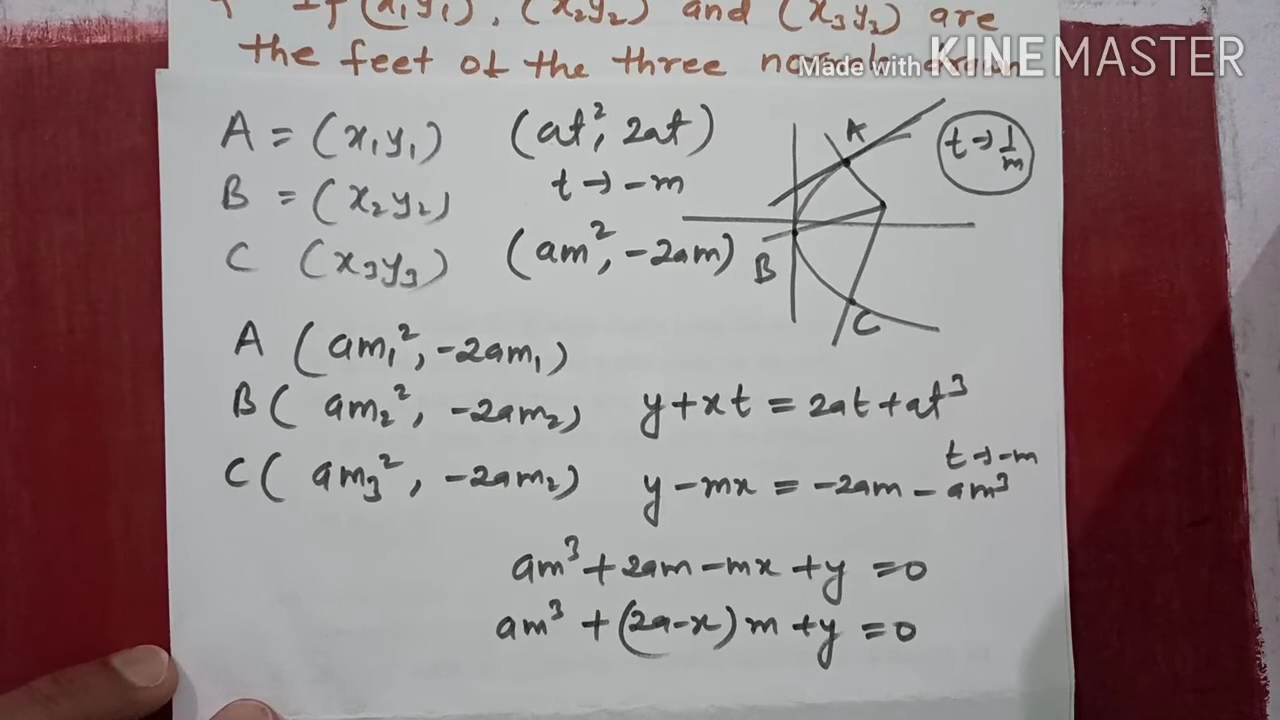 If (x₁y₁), (x₂y₂) and (x₃y₃) are
the feet of the three
Made with KINEMASTER
A = (x₁y₁) (at², 2at)
B = (x₂y₂) t → -m
C (x₃y₃) (am², -2am)
A
B
C
t → 1/m
A (am₁², -2am₁)
B( am₂², -2am₂) y+xt = 2at+at³
C( am₃², -2am₂) t → -m
y-mx = -2am - am³
am³+2am-mx+y =0
am³ +(2a-x)m+y =0